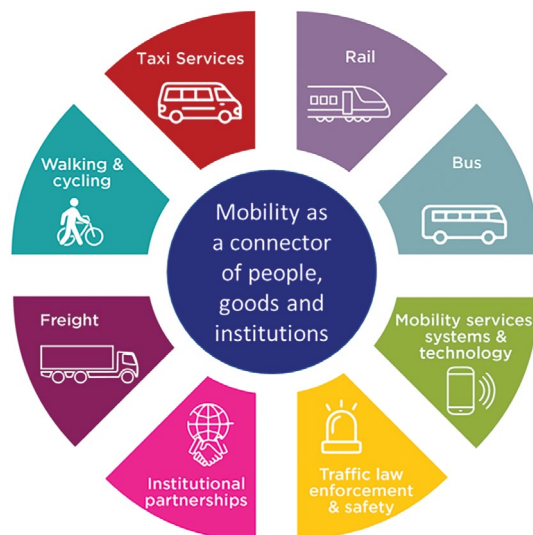 Taxi Services
Rail
Walking &
cycling
Bus
Mobility as
a connector
of people,
goods and
institutions
Freight
Mobility services
systems &
technology
Institutional
partnerships
Traffic law
enforcement
& safety